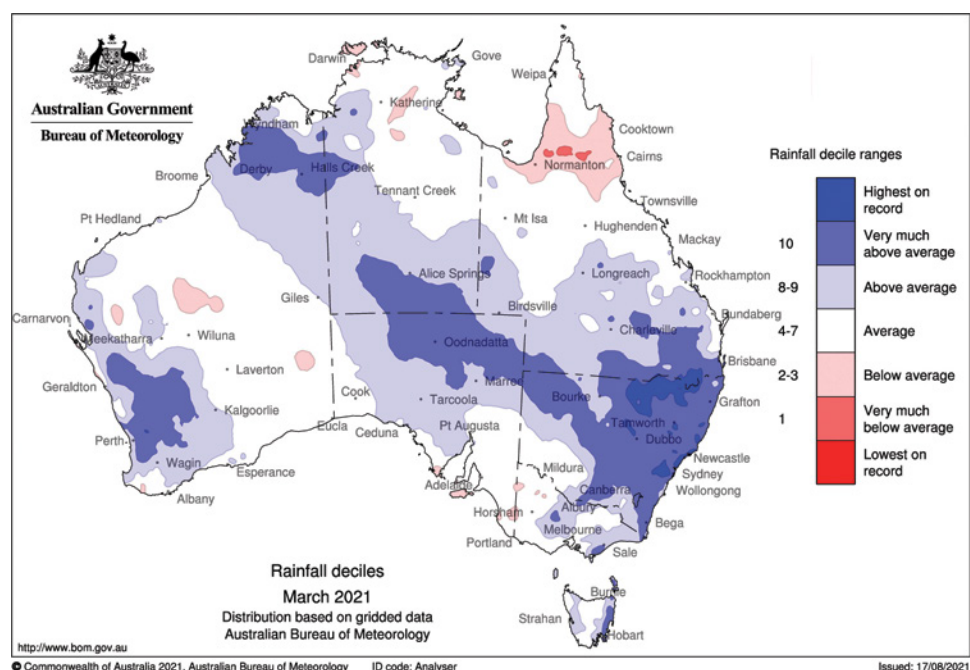 Australian Government
Bureau of Meteorology
Darwin
Gove
Weipa
Katherine
Wyndham
Cooktown
Cairns
Normanton
Derby
Halls Creek
Broome
Tennant Creek
Townsville
Pt Hedland
Mt Isa
Hughenden
Mackay
Alice Springs
Longreach
Rockhampton
Giles
Birdsville
Bundaberg
Carnarvon
Meekatharra
Wiluna
Charleville
Oodnadatta
Brisbane
Laverton
Geraldton
Marree
Cook
Tarcoola
Bourke
Grafton
Kalgoorlie
Tamworth
Eucla
Ceduna
Pt Augusta
Dubbo
Perth
Newcastle
Wagin
Esperance
Mildura
Sydney
Adelaide
Canberra
Wollongong
Albany
Horsham
Albury
Bega
Melbourne
Portland
Sale
Burnie
Strahan
Hobart
Rainfall decile ranges
Highest on
record
10
Very much
above average
8-9
Above average
4-7
Average
2-3
Below average
1
Very much
below average
Lowest on
record
Rainfall deciles
March 2021
Distribution based on gridded data
Australian Bureau of Meteorology
http://www.bom.gov.au
© Commonwealth of Australia 2021, Australian Bureau of Meteorology
ID code: Analyser
Issued: 17/08/2021